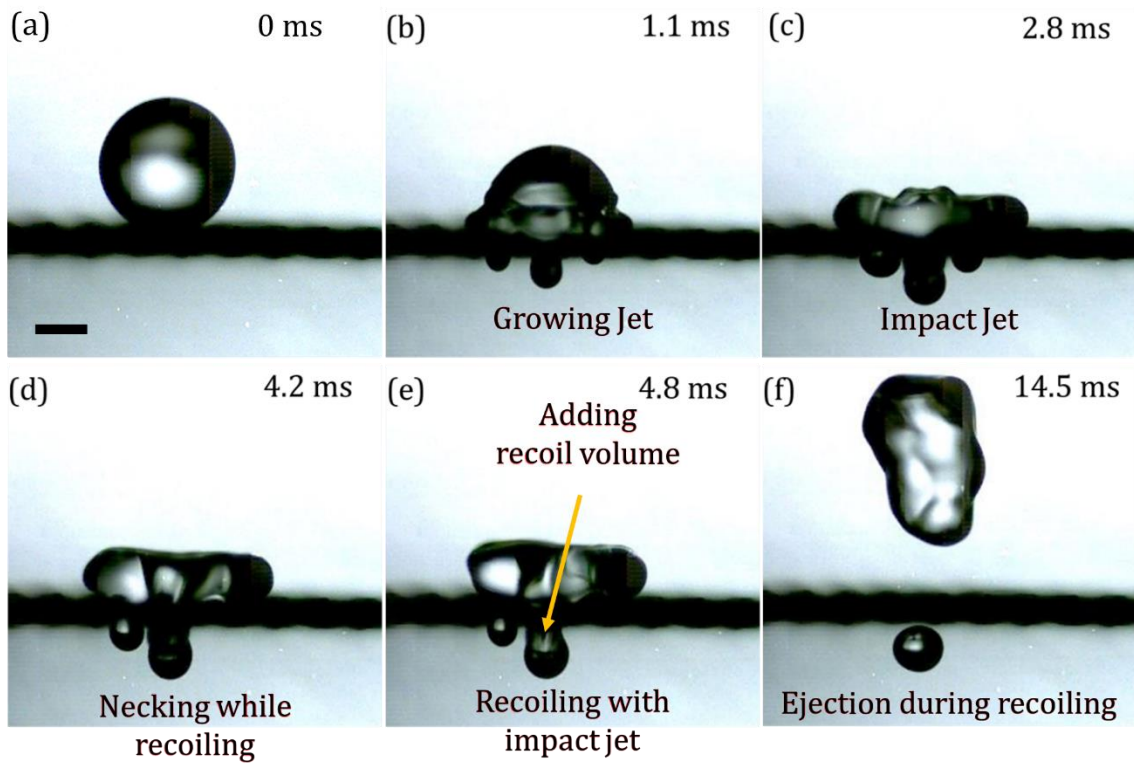 (a) 0 ms
(b) 1.1 ms
Growing Jet
(c) 2.8 ms
Impact Jet
(d) 4.2 ms
Necking while
recoiling
(e) 4.8 ms
Adding
recoil volume
Recoiling with
impact jet
(f) 14.5 ms
Ejection during recoiling